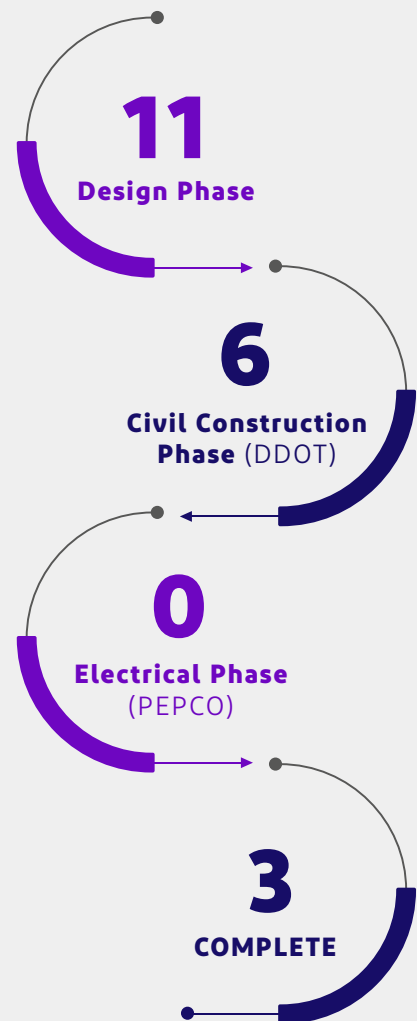 11
Design Phase
6
Civil Construction
Phase (DDOT)
0
Electrical Phase
(PEPCO)
3
COMPLETE